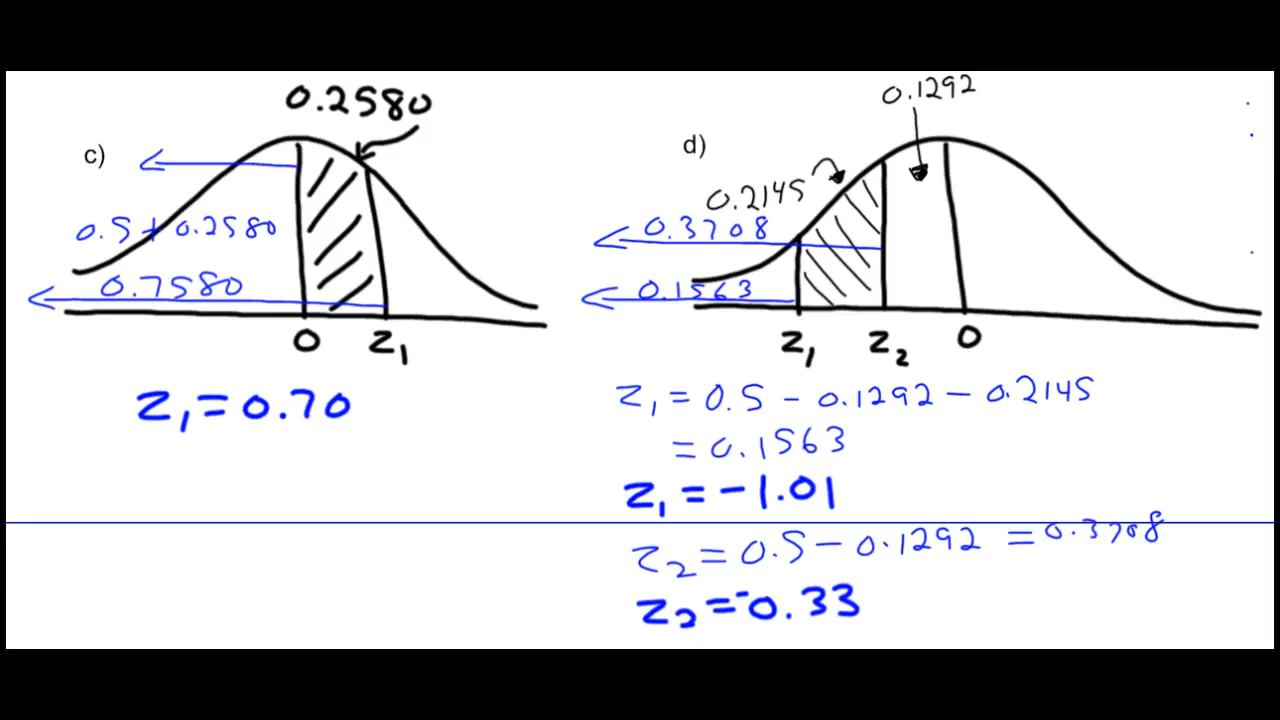 c)
0.2580
0.5 + 0.2580
0.7580
0 z₁
z₁ = 0.70
d)
0.1292
0.2145
0.3708
0.1563
z₁ z₂ 0
z₁ = 0.5 - 0.1292 - 0.2145
= 0.1563
z₁ = -1.01
z₂ = 0.5 - 0.1292 = 0.3708
z₂ = -0.33